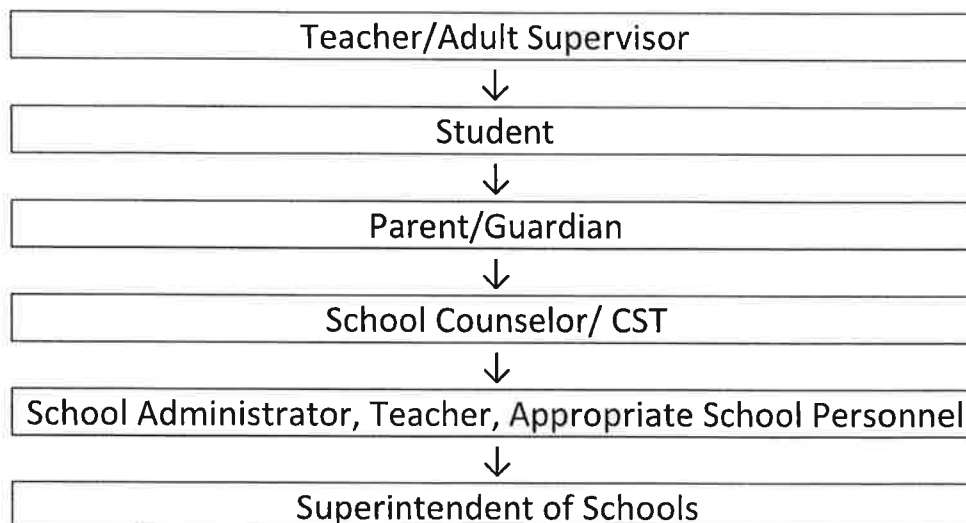 Teacher/Adult Supervisor
Student
Parent/Guardian
School Counselor/ CST
School Administrator, Teacher, Appropriate School Personnel
Superintendent of Schools